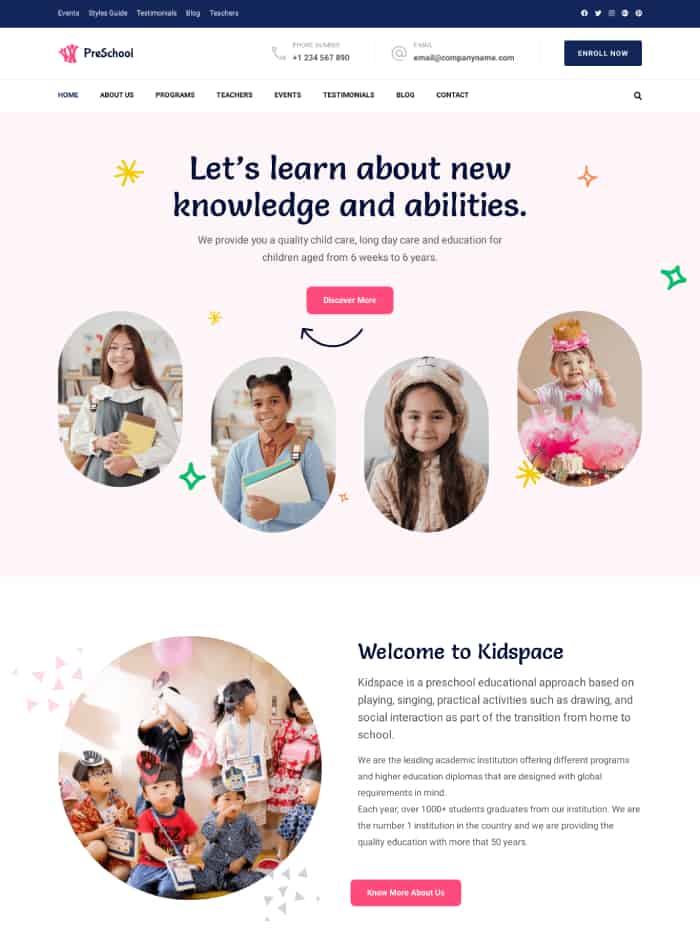 Events Styles Guide Testimonials Blog Teachers
PreSchool
PHONE NUMBER
+1 234 567 890
EMAIL
email@companyname.com
ENROLL NOW
HOME ABOUT US PROGRAMS TEACHERS EVENTS TESTIMONIALS BLOG CONTACT
Let's learn about new
knowledge and abilities.
We provide you a quality child care, long day care and education for
children aged from 6 weeks to 6 years.
Discover More
Welcome to Kidspace
Kidspace is a preschool educational approach based on
playing, singing, practical activities such as drawing, and
social interaction as part of the transition from home to
school.
We are the leading academic institution offering different programs
and higher education diplomas that are designed with global
requirements in mind.
Each year, over 1000+ students graduates from our institution. We are
the number 1 institution in the country and we are providing the
quality education with more that 50 years.
Know More About Us